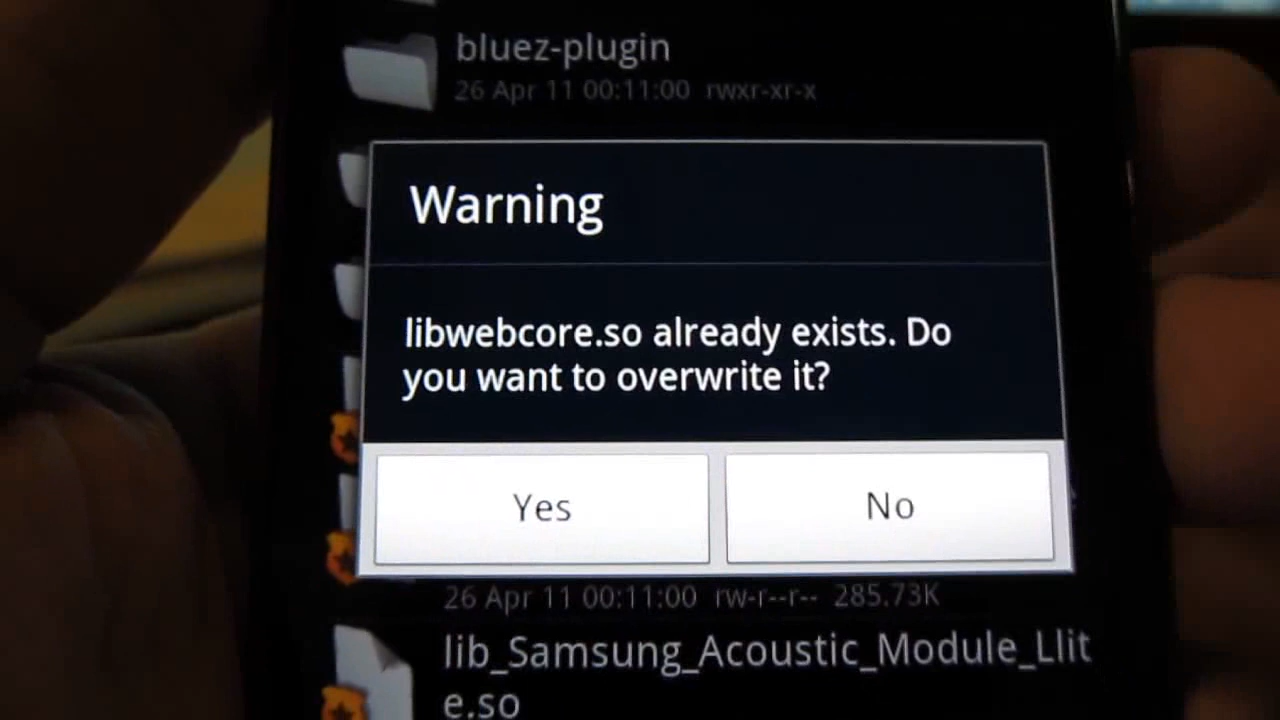 bluez-plugin
26 Apr 11 00:11:00 rwxr-xr-x
Warning
libwebcore.so already exists. Do
you want to overwrite it?
Yes
No
26 Apr 11 00:11:00 rw-r--r-- 285.73K
lib_Samsung_Acoustic_Module_Llit
e.so